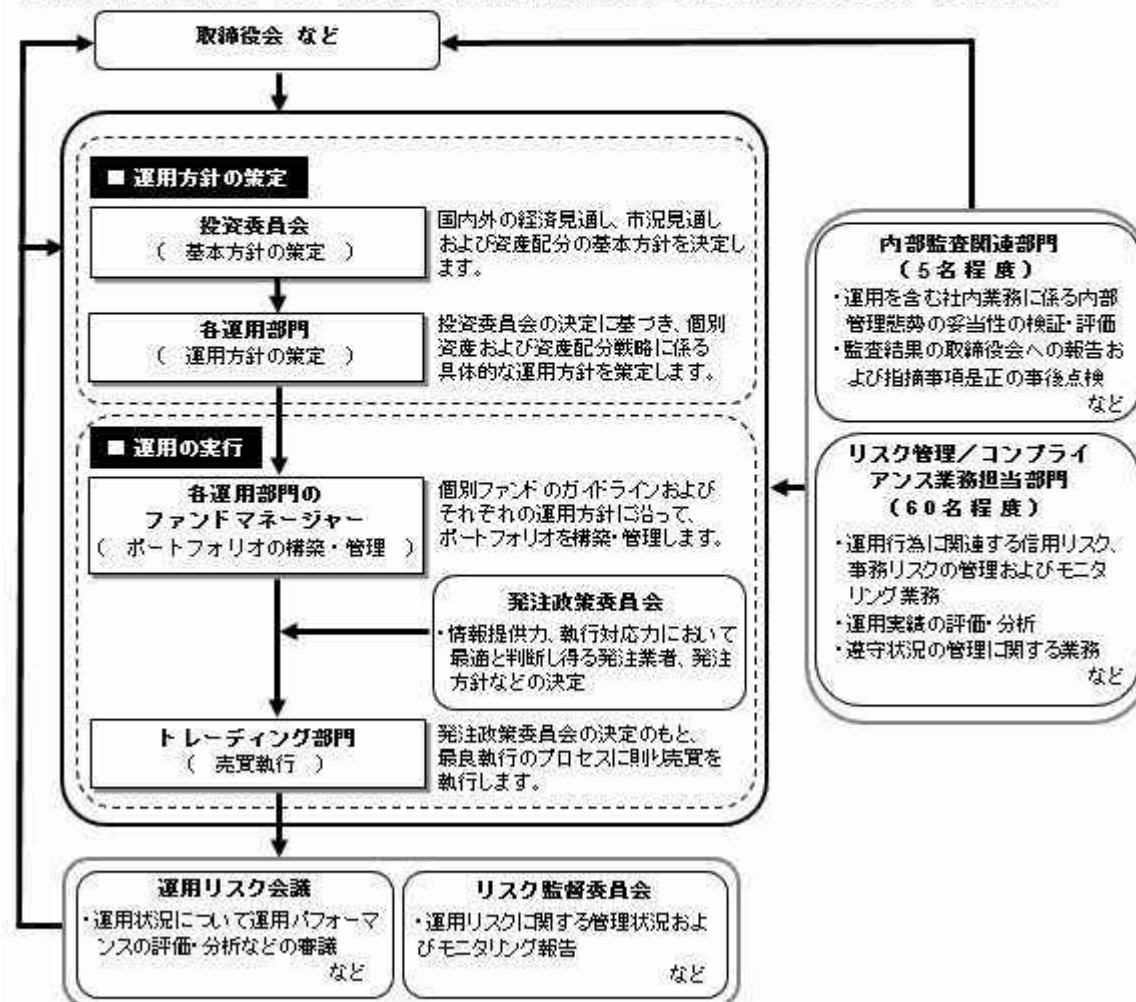 取締役会 など
■ 運用方針の策定
投資委員会
( 基本方針の策定 )
国内外の経済見通し、市況見通し
および資産配分の基本方針を決定し
ます。
各運用部門
( 運用方針の策定 )
投資委員会の決定に基づき、個別
資産および資産配分戦略に係る
具体的な運用方針を策定します。
■ 運用の実行
各運用部門の
ファンドマネージャー
( ポートフォリオの構築・管理 )
個別ファンドのガイドラインおよび
それぞれの運用方針に沿って、
ポートフォリオを構築・管理します。
発注政策委員会
・情報提供力、執行対応力において
最適と判断し得る発注業者、発注
方針などの決定
トレーディング部門
( 売買執行 )
発注政策委員会の決定のもと、
最良執行のプロセスに則り売買を
執行します。
内部監査関連部門
(5名程度)
・運用を含む社内業務に係る内部
管理態勢の妥当性の検証・評価
・監査結果の取締役会への報告お
よび指摘事項是正の事後点検
など
リスク管理/コンプライ
アンス業務担当部門
(60名程度)
・運用行為に関連する信用リスク、
事務リスクの管理およびモニタ
リング業務
・運用実績の評価・分析
・遵守状況の管理に関する業務
など
運用リスク会議
・運用状況について運用パフォーマ
ンスの評価・分析などの審議
など
リスク監督委員会
・運用リスクに関する管理状況およ
びモニタリング報告
など